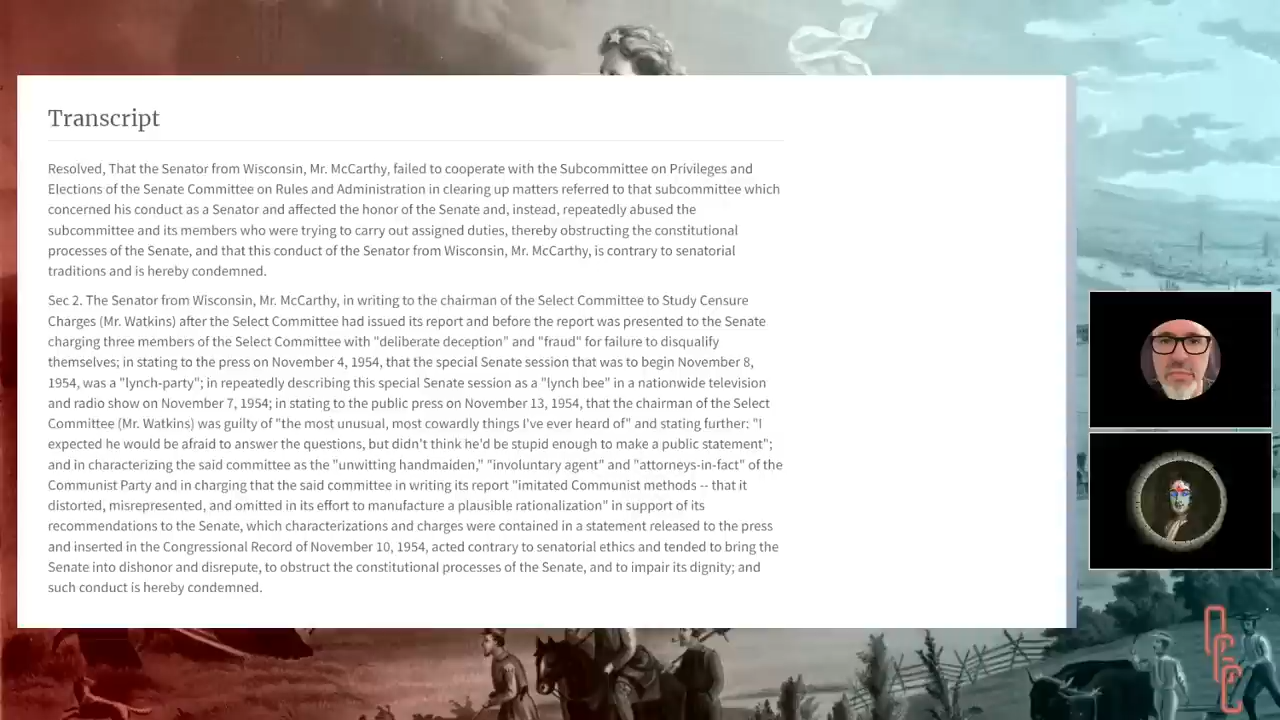 Transcript
Resolved, That the Senator from Wisconsin, Mr. McCarthy, failed to cooperate with the Subcommittee on Privileges and
Elections of the Senate Committee on Rules and Administration in clearing up matters referred to that subcommittee which
concerned his conduct as a Senator and affected the honor of the Senate and, instead, repeatedly abused the
subcommittee and its members who were trying to carry out assigned duties, thereby obstructing the constitutional
processes of the Senate, and that this conduct of the Senator from Wisconsin, Mr. McCarthy, is contrary to senatorial
traditions and is hereby condemned.
Sec 2. The Senator from Wisconsin, Mr. McCarthy, in writing to the chairman of the Select Committee to Study Censure
Charges (Mr. Watkins) after the Select Committee had issued its report and before the report was presented to the Senate
charging three members of the Select Committee with "deliberate deception" and "fraud" for failure to disqualify
themselves; in stating to the press on November 4, 1954, that the special Senate session that was to begin November 8,
1954, was a "lynch-party"; in repeatedly describing this special Senate session as a "lynch bee" in a nationwide television
and radio show on November 7, 1954; in stating to the public press on November 13, 1954, that the chairman of the Select
Committee (Mr. Watkins) was guilty of "the most unusual, most cowardly things I've ever heard of" and stating further: "I
expected he would be afraid to answer the questions, but didn't think he'd be stupid enough to make a public statement";
and in characterizing the said committee as the "unwitting handmaiden," "involuntary agent" and "attorneys-in-fact" of the
Communist Party and in charging that the said committee in writing its report "imitated Communist methods -- that it
distorted, misrepresented, and omitted in its effort to manufacture a plausible rationalization" in support of its
recommendations to the Senate, which characterizations and charges were contained in a statement released to the press
and inserted in the Congressional Record of November 10, 1954, acted contrary to senatorial ethics and tended to bring the
Senate into dishonor and disrepute, to obstruct the constitutional processes of the Senate, and to impair its dignity; and
such conduct is hereby condemned.